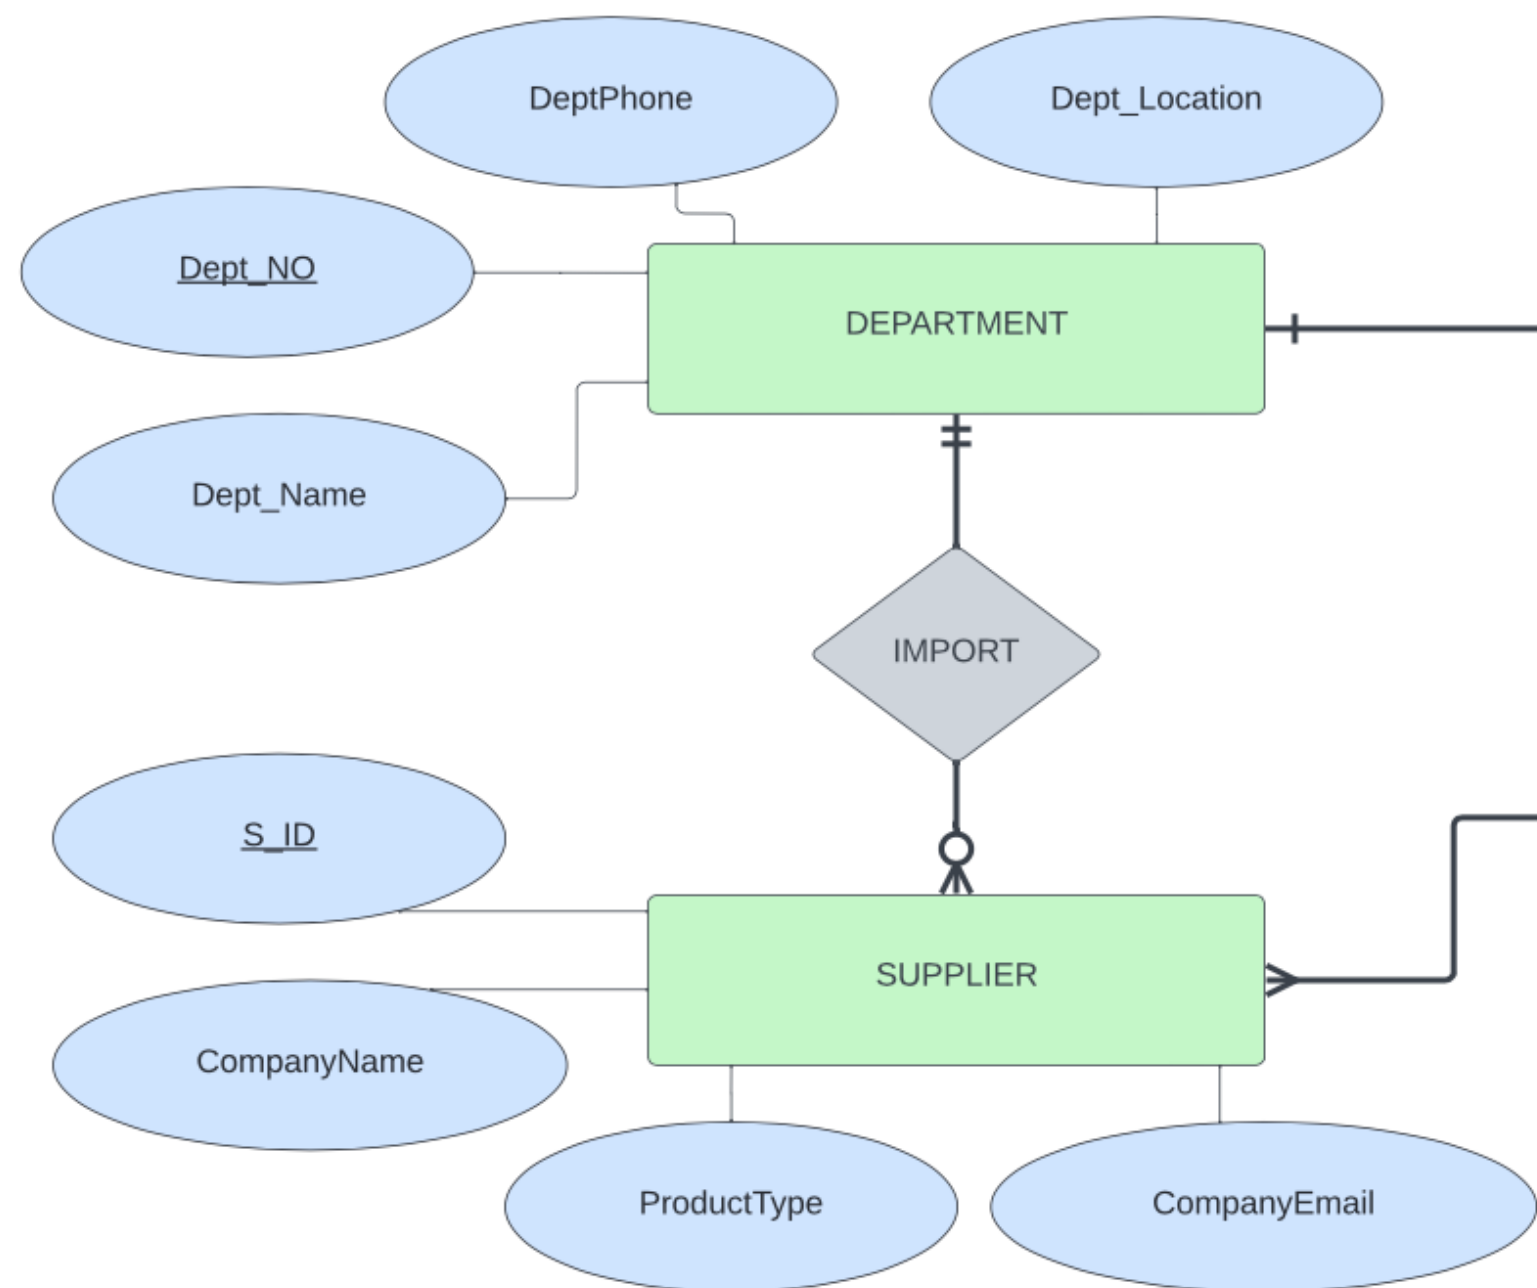 DeptPhone
Dept_Location
Dept_NO
DEPARTMENT
Dept_Name
IMPORT
S_ID
SUPPLIER
CompanyName
ProductType
CompanyEmail